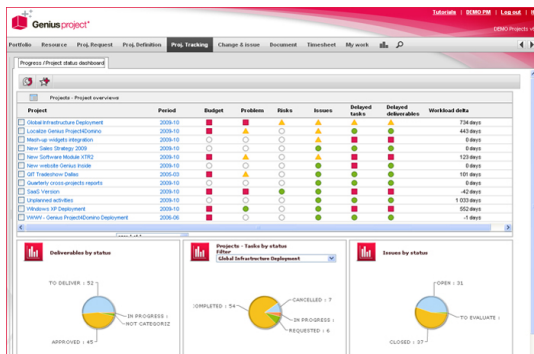 Tutorials | DEMO PM | Log out |
Genius project
DEMO Projects
Portfolio Resource Proj. Request Proj. Definition Proj. Tracking Change & issue Document Timesheet My work
Progress / Project status dashboard
Projects - Project overviews
Project Period Budget Problem Risks Issues Delayed tasks Delayed deliverables Workload delta
Global Infrastructure Deployment 2009-10 734 days
Localize Genius Project4Domino 2009-10 443 days
Mash-up widgets integration 2009-10 6 days
New Sales Strategy 2009 2009-10 0 days
New Software Module XTR2 2009-10 123 days
New website Genius Inside 2009-10 0 days
GIT Tradeshow Dallas 2005-03 101 days
Quarterly cross-projects reports 2009-10 0 days
SaaS Version 2009-10 -42 days
Unplanned activities 2009-10 1 033 days
Windows XP Deployment 2009-10 552 days
WWW - Genius Project4Domino Deployment 2006-06 -1 days
Deliverables by status
TO DELIVER : 52
IN PROGRESS :
NOT CATEGORIZ
APPROVED : 45
Projects - Tasks by status
Filter
Global Infrastructure Deployment
COMPLETED : 54
CANCELLED : 7
IN PROGRESS :
REQUESTED : 6
Issues by status
OPEN : 31
TO EVALUATE :
CLOSED : 37